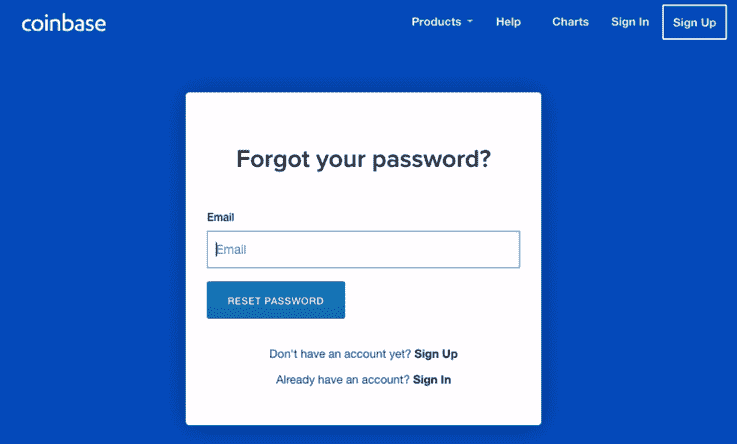 coinbase
Products Help Charts Sign In Sign Up
Forgot your password?
Email
Email
RESET PASSWORD
Don't have an account yet? Sign Up
Already have an account? Sign In